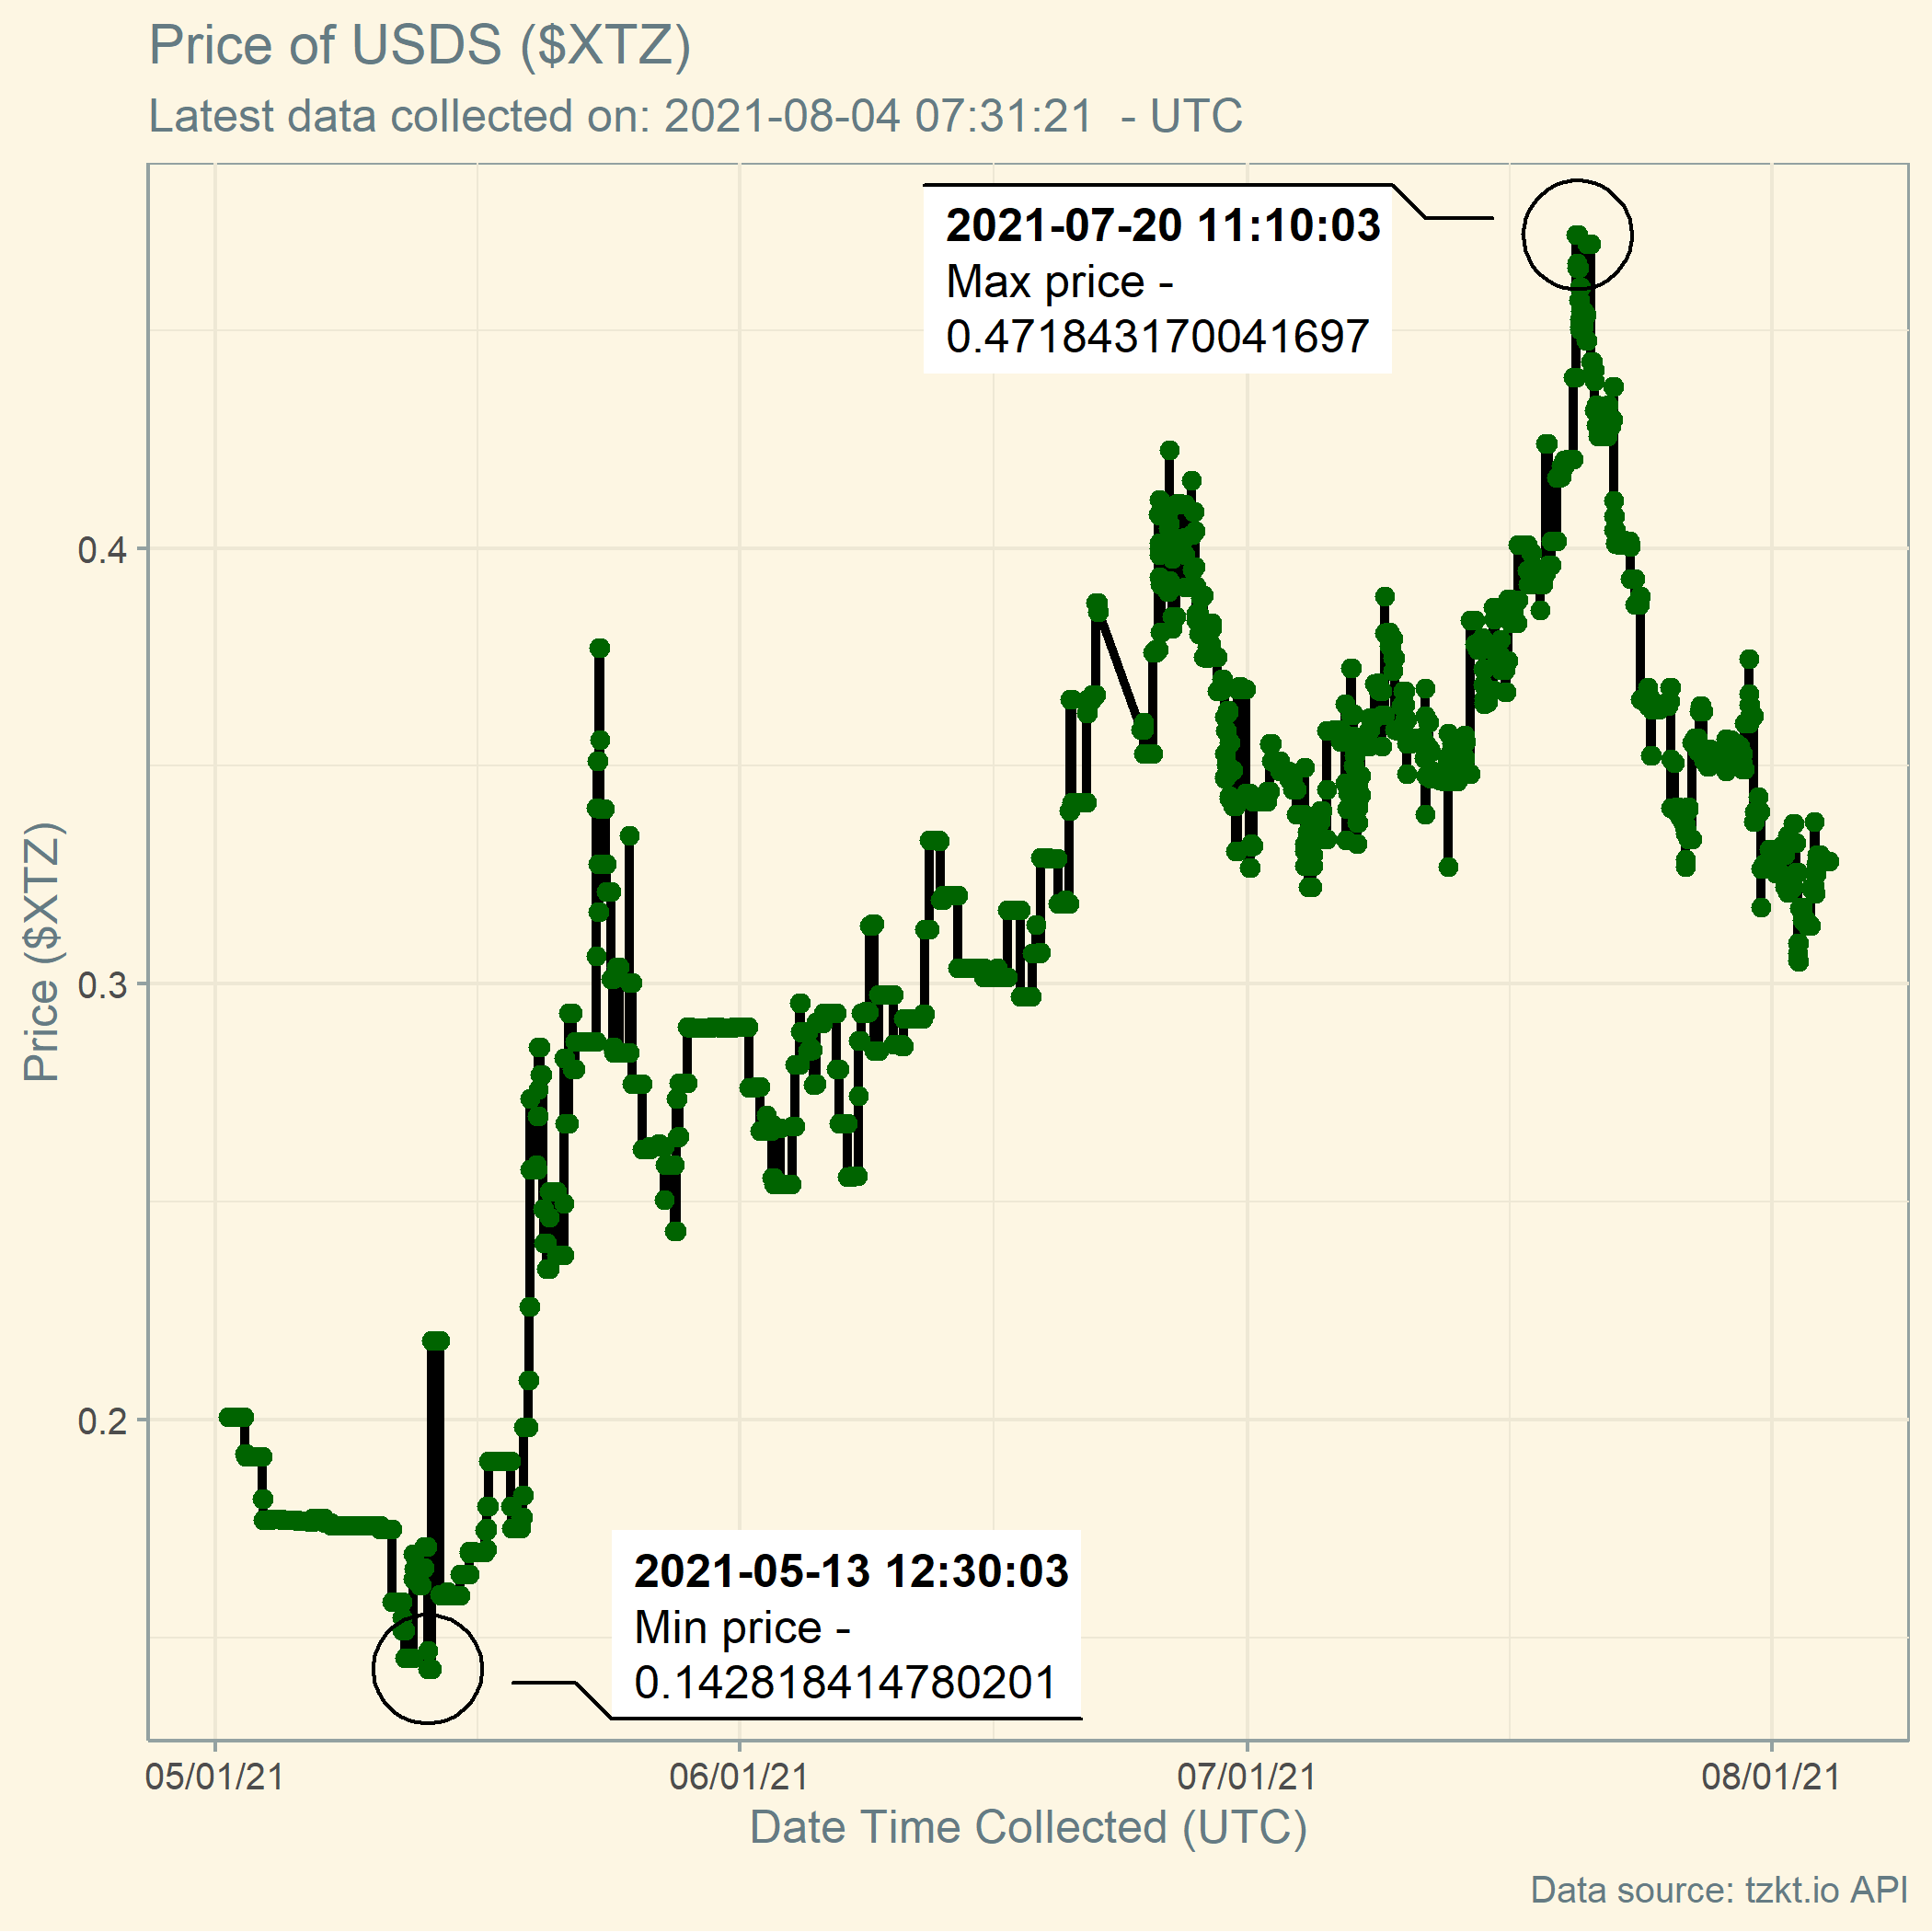 Price of USDS ($XTZ)
Latest data collected on: 2021-08-04 07:31:21  - UTC
2021-07-20 11:10:03
Max price -
0.471843170041697
0.4
0.3
0.2
Price ($XTZ)
2021-05-13 12:30:03
Min price -
0.142818414780201
05/01/21
06/01/21
07/01/21
08/01/21
Date Time Collected (UTC)
Data source: tzkt.io API